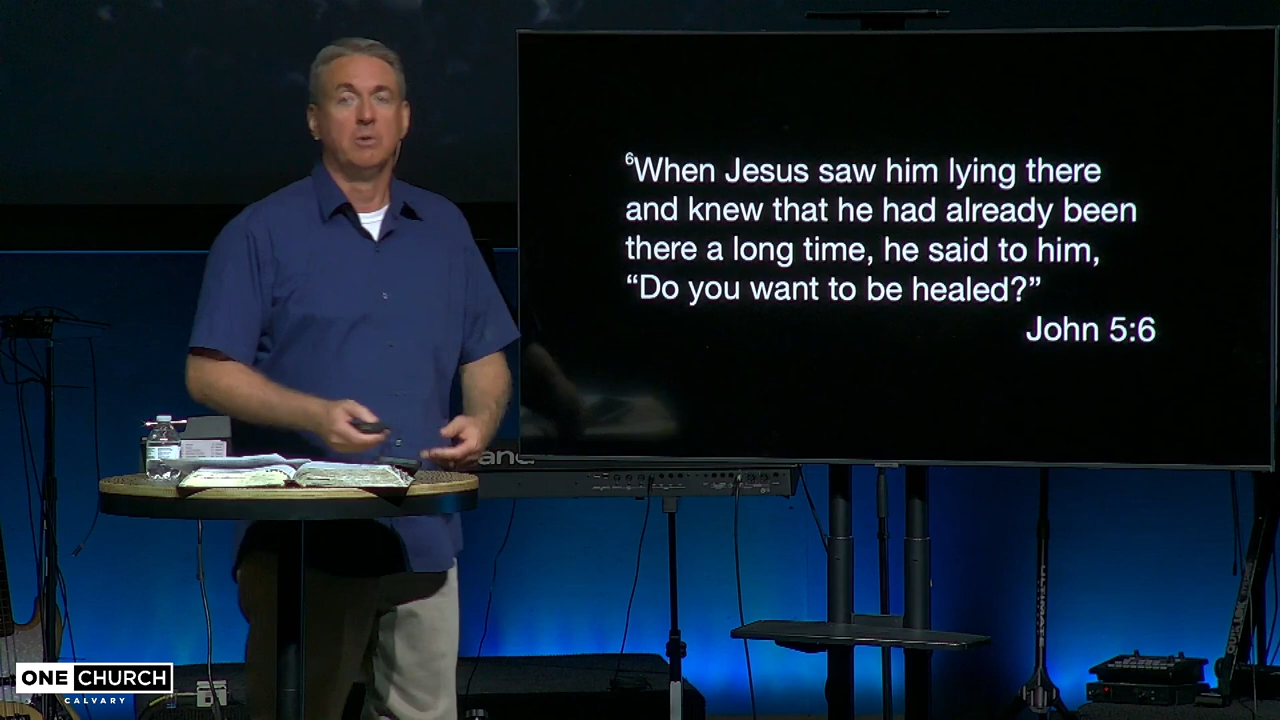 ⁶When Jesus saw him lying there
and knew that he had already been
there a long time, he said to him,
“Do you want to be healed?”
John 5:6
ONE CHURCH
CALVARY